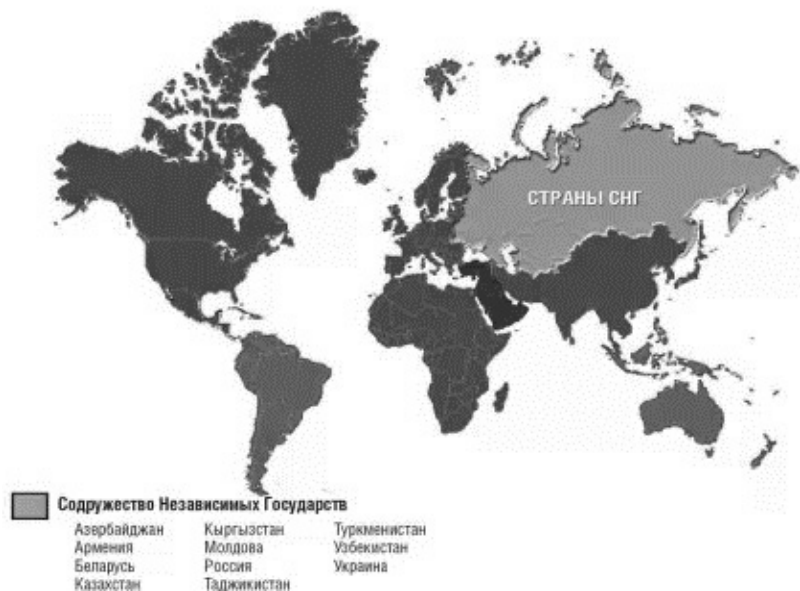 СТРАНЫ СНГ
Содружество Независимых Государств
Азербайджан Кыргызстан Туркменистан
Армения Молдова Узбекистан
Беларусь Россия Украина
Казахстан Таджикистан